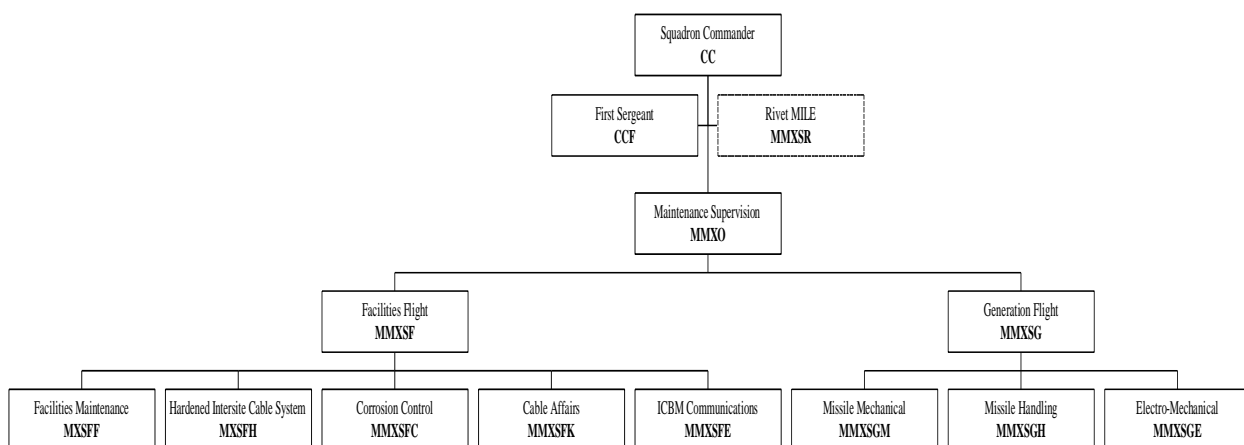 Squadron Commander
CC
First Sergeant
CCF
Rivet MILE
MMXSR
Maintenance Supervision
MMXO
Facilities Flight
MMXSF
Generation Flight
MMXSG
Facilities Maintenance
MXSFF
Hardened Intersite Cable System
MXSFH
Corrosion Control
MMXSFC
Cable Affairs
MMXSFK
ICBM Communications
MMXSFE
Missile Mechanical
MMXSGM
Missile Handling
MMXSGH
Electro-Mechanical
MMXSGE